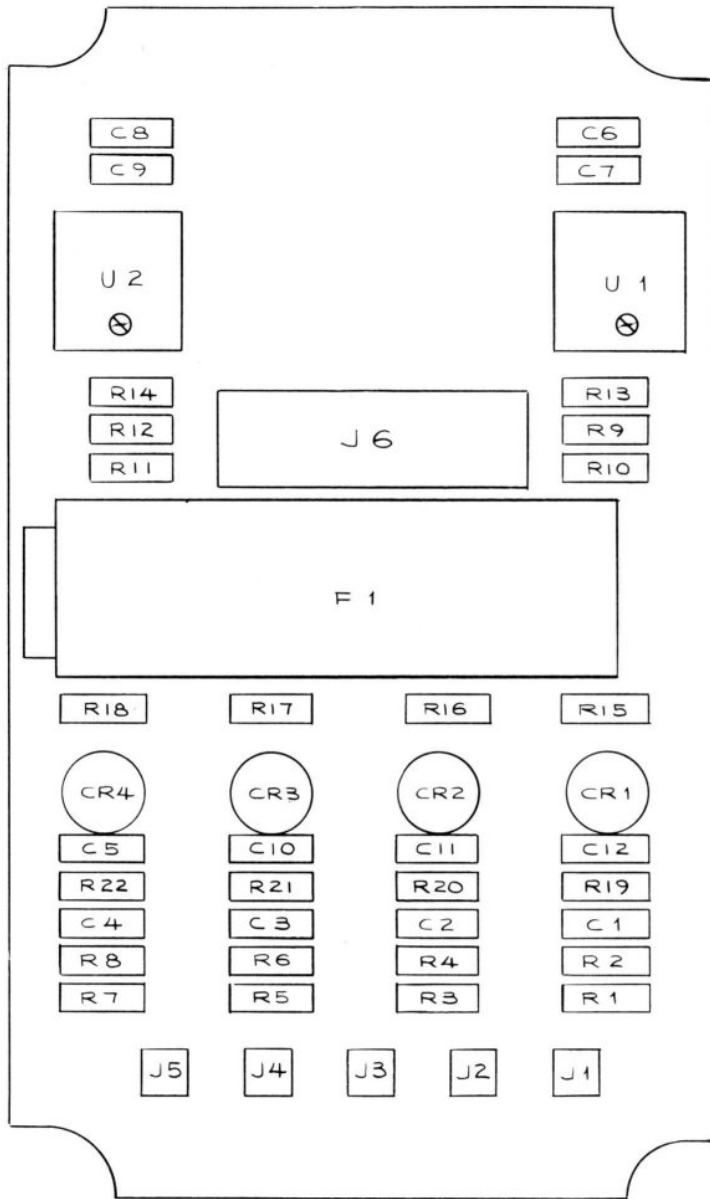 C8 C6
C9 C7
U2 U1
R14 R13
R12 J6 R9
R11 R10
F1
R18 R17 R16 R15
CR4 CR3 CR2 CR1
C5 C10 C11 C12
R22 R21 R20 R19
C4 C3 C2 C1
R8 R6 R4 R2
R7 R5 R3 R1
J5 J4 J3 J2 J1